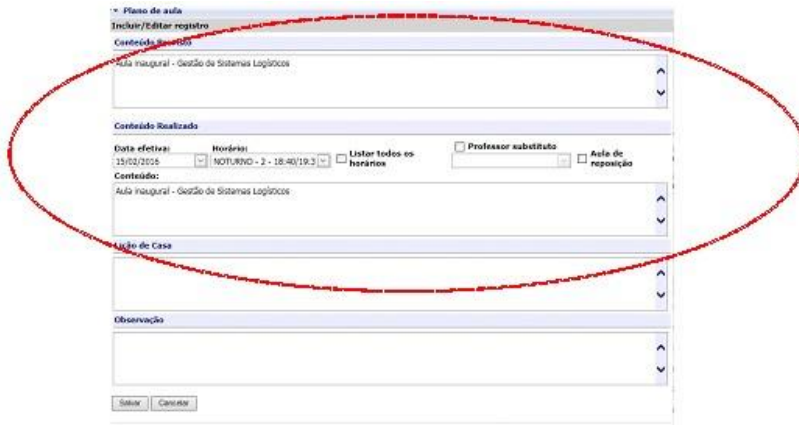 Plano de aula
Incluir/Editar registro
Conteúdo
Aula inaugural - Gestão de Sistemas Logísticos
Conteúdo Realizado
Data efetiva:
Horário:
Listar todos os horários
Professor substituto
Aula de reposição
15/02/2016
NOTURNO - 2 - 18:40/19:3
Conteúdo:
Aula inaugural - Gestão de Sistemas Logísticos
Lição de Casa
Observação
Salvar
Cancelar